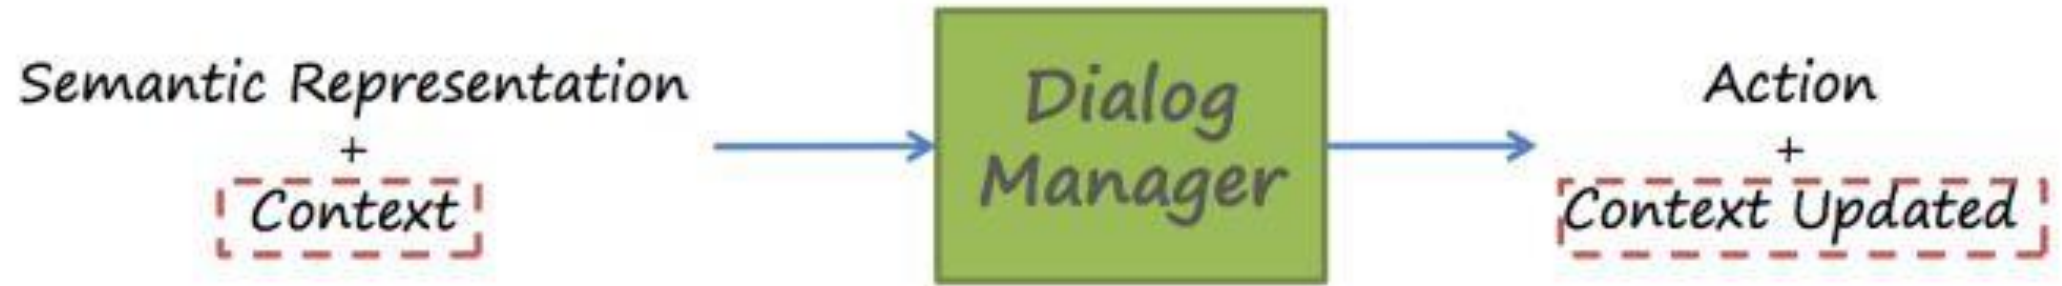 Semantic Representation
+
Context
Dialog
Manager
Action
+
Context Updated